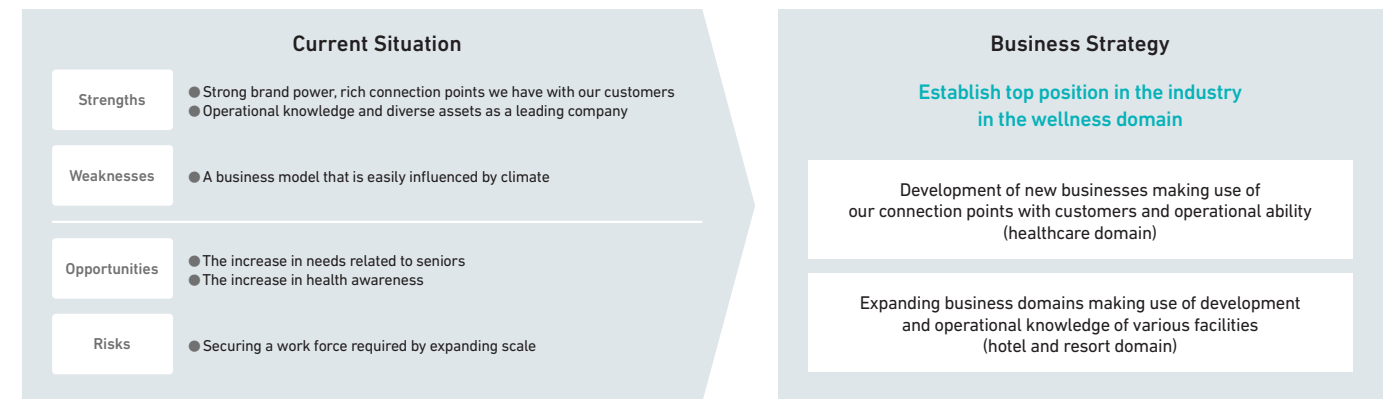 Current Situation
Strengths
●Strong brand power, rich connection points we have with our customers
●Operational knowledge and diverse assets as a leading company
Weaknesses
●A business model that is easily influenced by climate
Opportunities
●The increase in needs related to seniors
●The increase in health awareness
Risks
●Securing a work force required by expanding scale
Business Strategy
Establish top position in the industry
in the wellness domain
Development of new businesses making use of
our connection points with customers and operational ability
(healthcare domain)
Expanding business domains making use of development
and operational knowledge of various facilities
(hotel and resort domain)